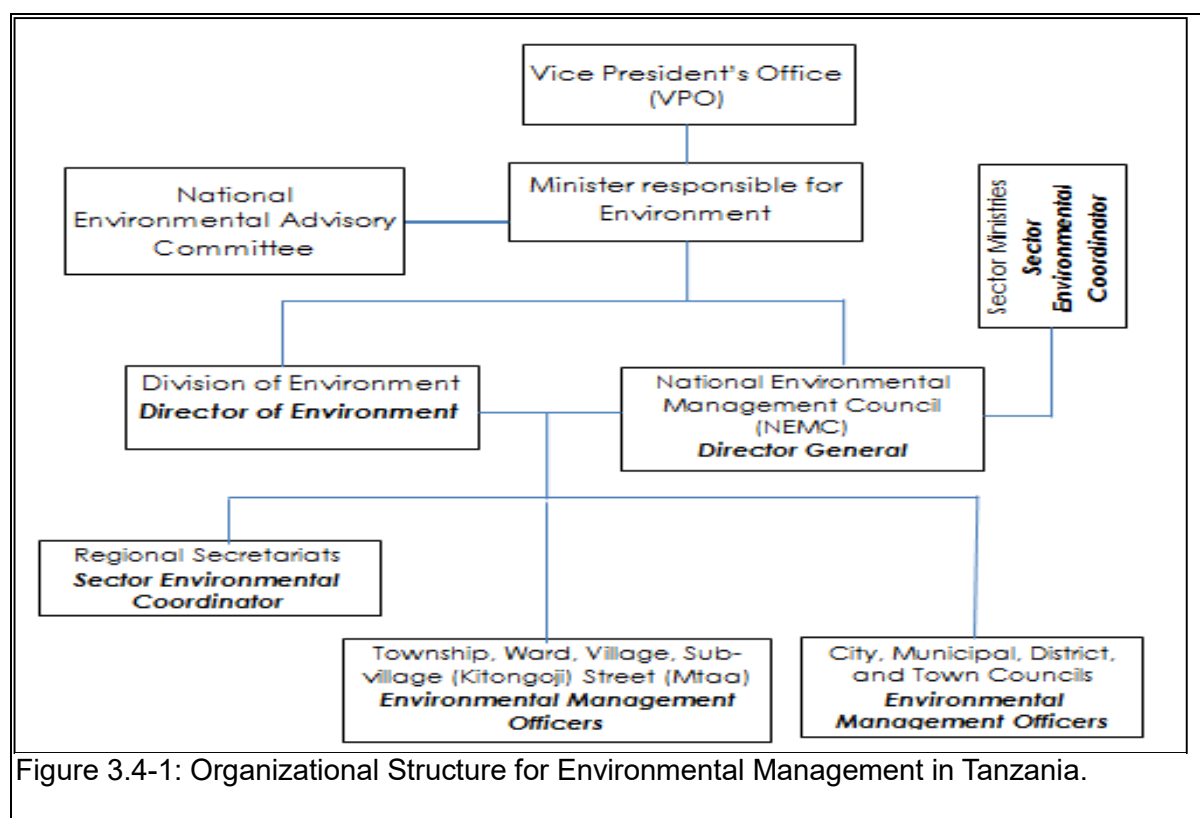 Vice President's Office
(VPO)
National
Environmental Advisory
Committee
Minister responsible for
Environment
Sector Ministries
Sector
Environmental
Coordinator
Division of Environment
Director of Environment
National Environmental
Management Council
(NEMC)
Director General
Regional Secretariats
Sector Environmental
Coordinator
Township, Ward, Village, Sub-
village (Kitongoji) Street (Mtaa)
Environmental Management
Officers
City, Municipal, District,
and Town Councils
Environmental
Management Officers
Figure 3.4-1: Organizational Structure for Environmental Management in Tanzania.